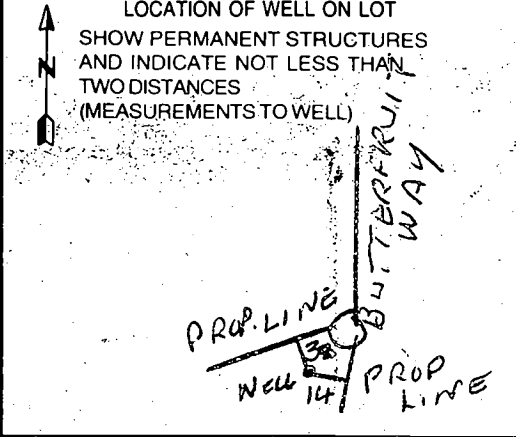 LOCATION OF WELL ON LOT
SHOW PERMANENT STRUCTURES
AND INDICATE NOT LESS THAN
N
TWO DISTANCES
(MEASUREMENTS TO WELL)
BUTTERFRUIT
WAY
PROP. LINE
38
WELL
14
PROP
LINE